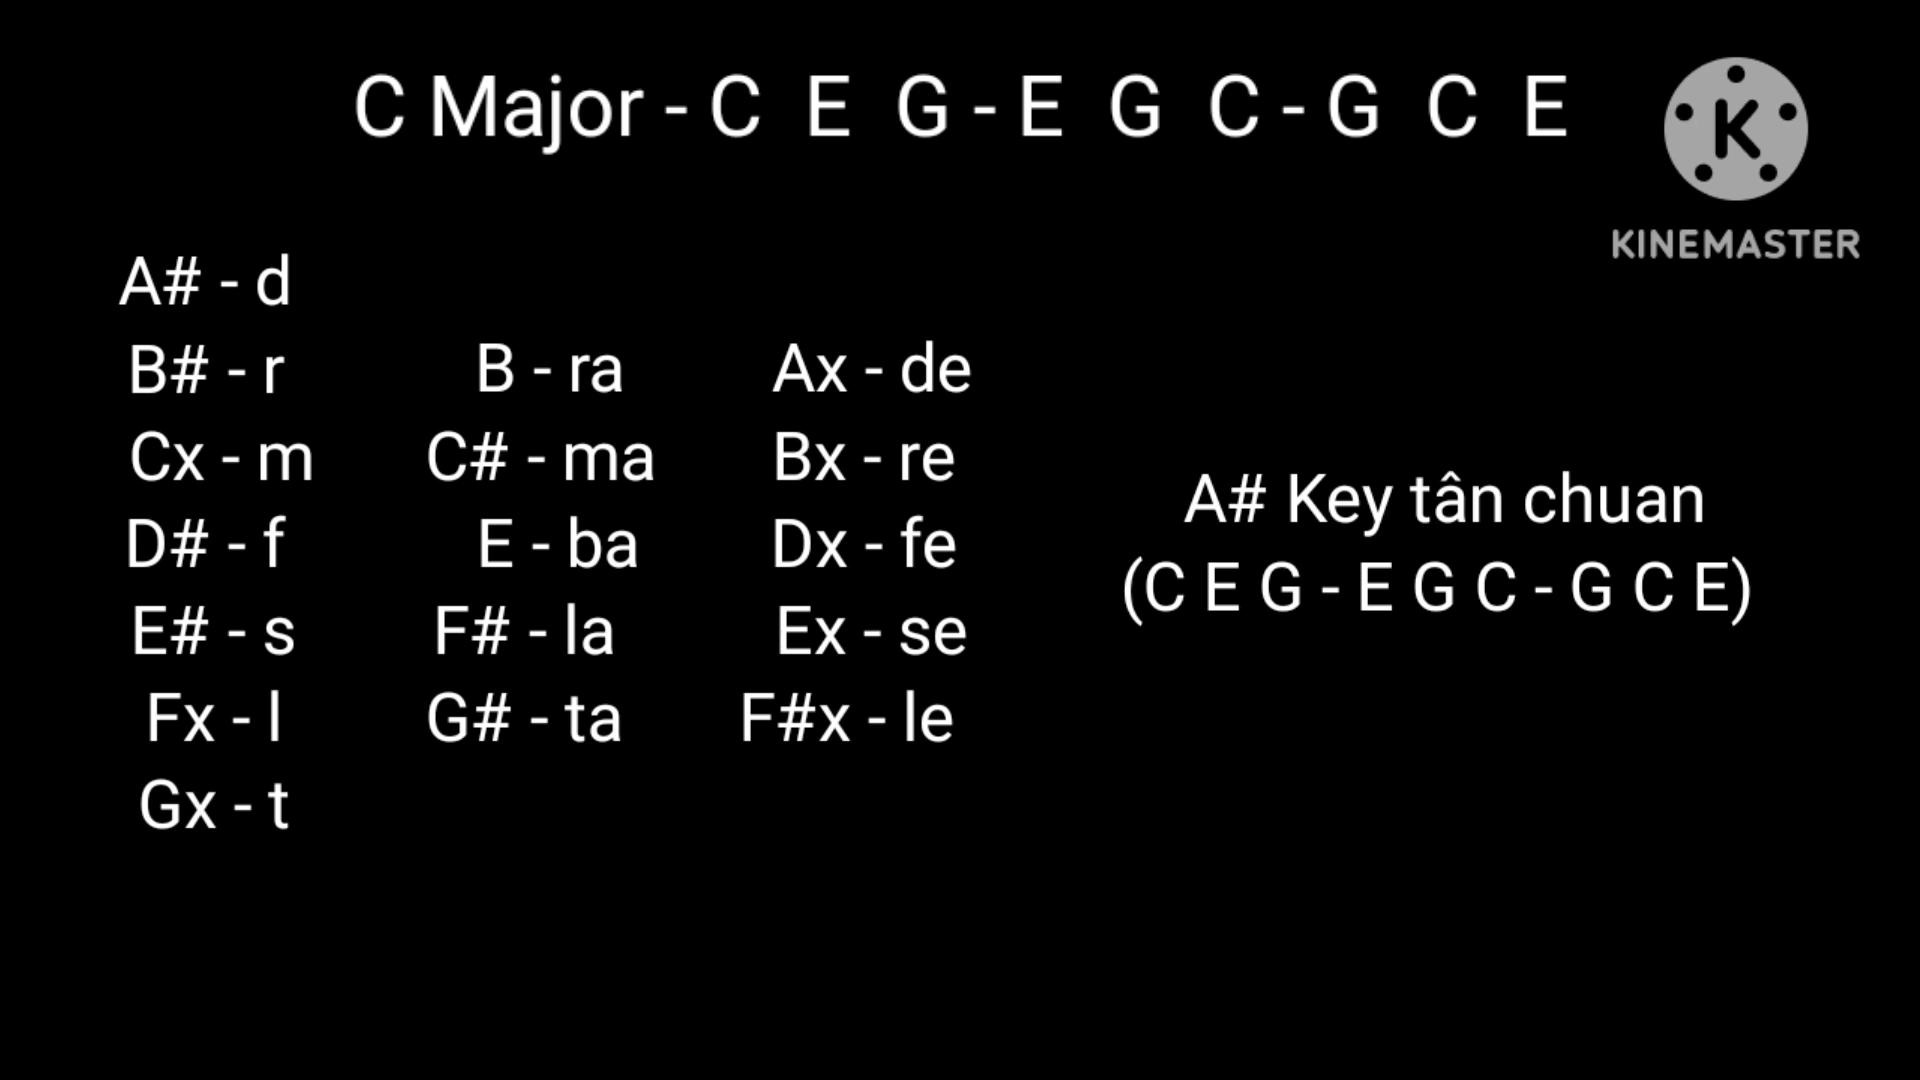 C Major - C E G - E G C - G C E
K
KINEMASTER
A# - d
B# - r B - ra Ax - de
Cx - m C# - ma Bx - re
D# - f E - ba Dx - fe
E# - s F# - la Ex - se
Fx - l G# - ta F#x - le
Gx - t
A# Key tân chuan
(C E G - E G C - G C E)